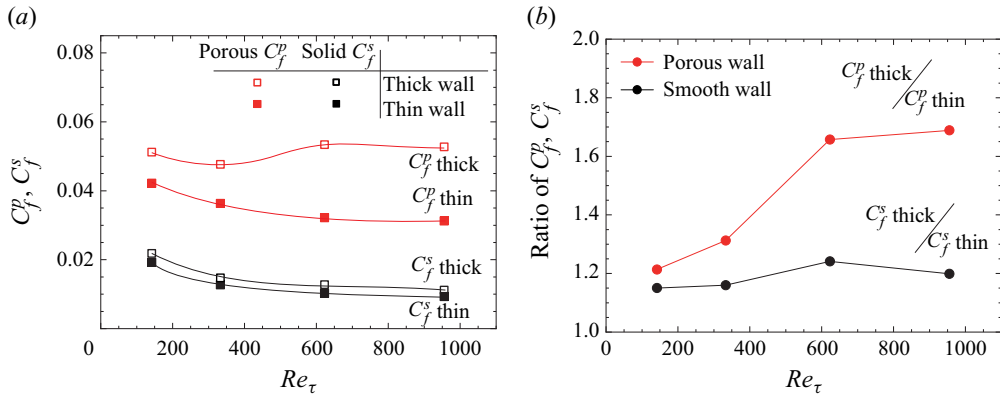 (a)
Porous C_f^p Solid C_f^s
Thick wall
Thin wall
0.08
0.06
0.04
0.02
C_f^p, C_f^s
C_f^p thick
C_f^p thin
C_f^s thick
C_f^s thin
0 200 400 600 800 1000
Re_τ
(b)
2.0
1.8
1.6
1.4
1.2
1.0
Ratio of C_f^p, C_f^s
Porous wall
Smooth wall
C_f^p thick
C_f^p thin
C_f^s thick
C_f^s thin
0 200 400 600 800 1000
Re_τ